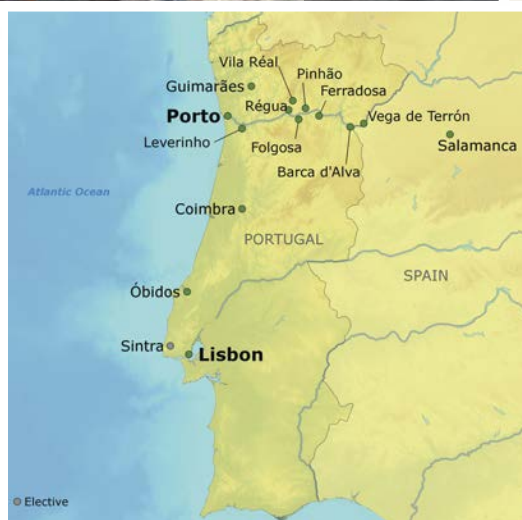 Vila Réal
Pinhão
Guimarães
Régua
Ferradosa
Porto
Vega de Terrón
Leverinho
Folgosa
Salamanca
Barca d'Alva
Atlantic Ocean
Coimbra
PORTUGAL
SPAIN
Óbidos
Sintra
Lisbon
Elective